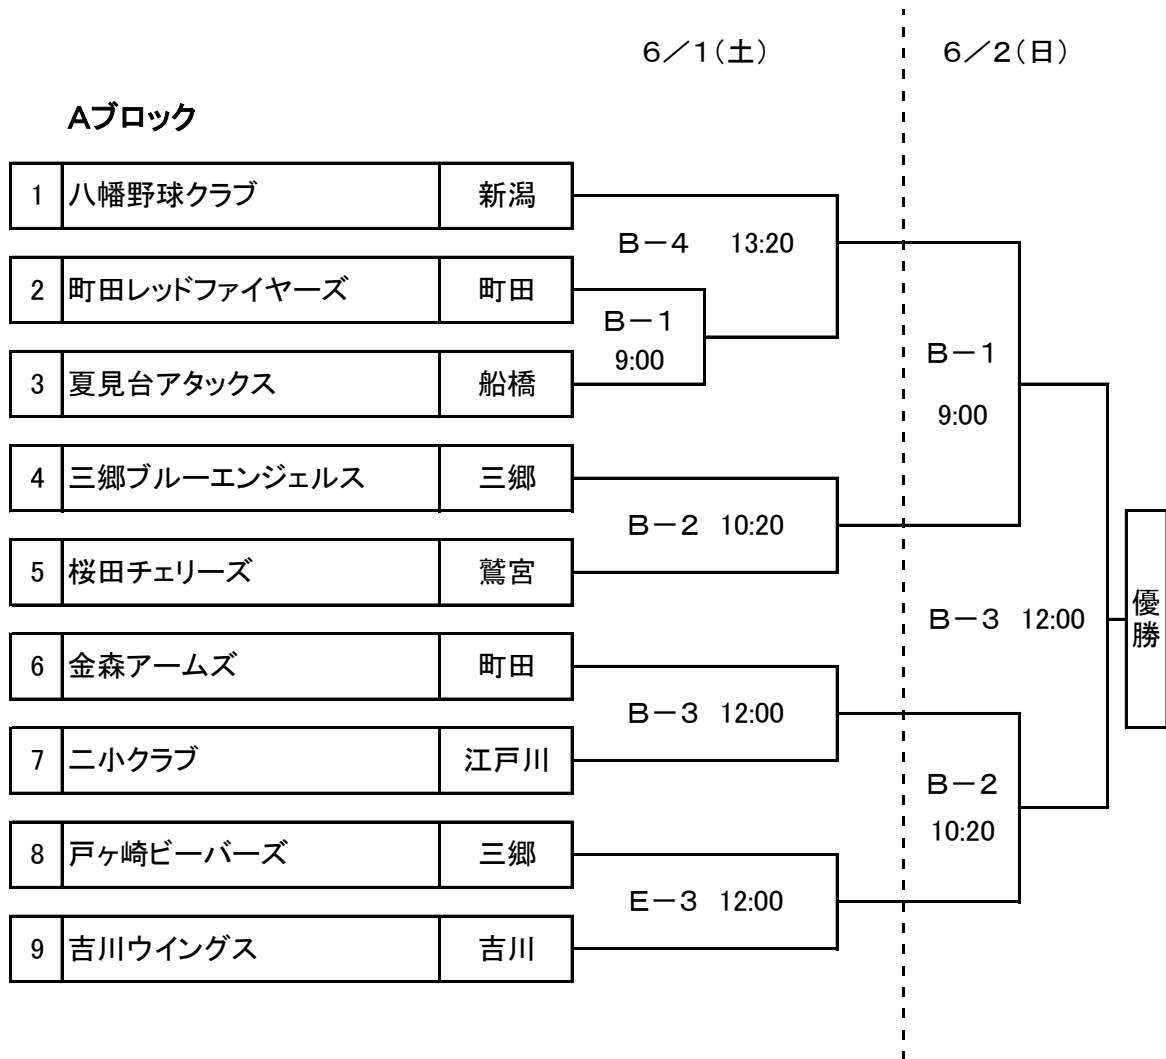 6／1（土） 6／2（日）
Aブロック
1 八幡野球クラブ 新潟
B－4 13:20
2 町田レッドファイヤーズ 町田
B－1
9:00
3 夏見台アタックス 船橋
B－1
9:00
4 三郷ブルーエンジェルス 三郷
B－2 10:20
5 桜田チェリーズ 鷲宮
B－3 12:00
優勝
6 金森アームズ 町田
B－3 12:00
7 二小クラブ 江戸川
B－2
10:20
8 戸ヶ崎ビーバーズ 三郷
E－3 12:00
9 吉川ウイングス 吉川